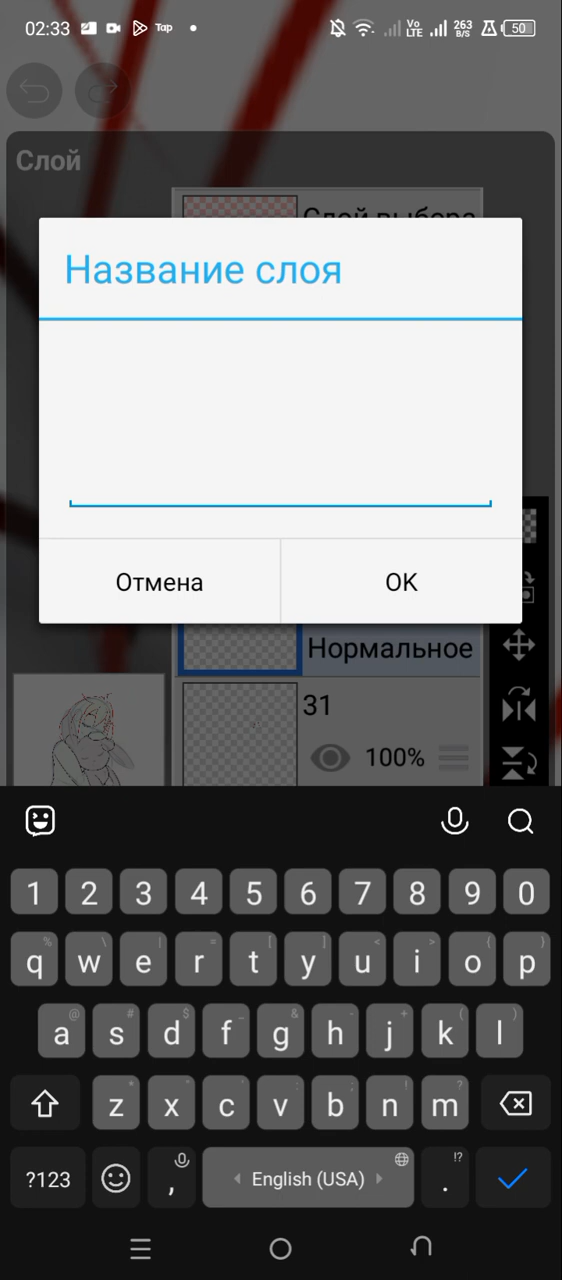 02:33 Tap Vo LTE 263 B/S 50
Слой
Слой выбора
Название слоя
Отмена OK
Нормальное
31
100%
1 2 3 4 5 6 7 8 9 0
% \ | = [ ] < > { }
q w e r t y u i o p
@ # $ _ & - + ( )
a s d f g h j k l
* " ' : ; ! ?
z x c v b n m
!?
?123 , English (USA) .